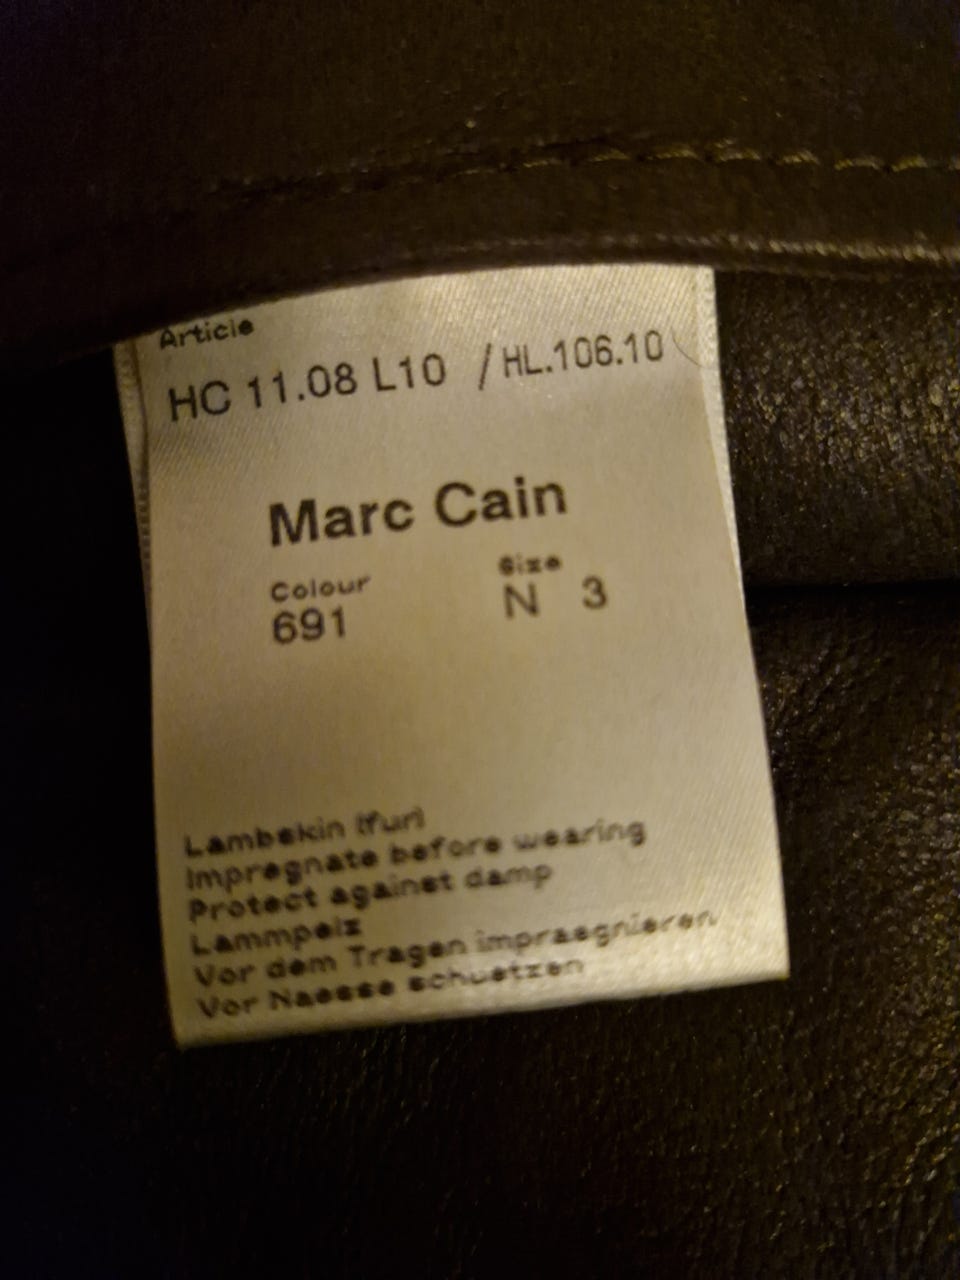 Article
HC 11.08 L10 / HL.106.10
Marc Cain
Colour Size
691 N 3
Lambskin (fur)
Impregnate before wearing
Protect against damp
Lammpelz
Vor dem Tragen impraegnieren
Vor Naesse schuetzen